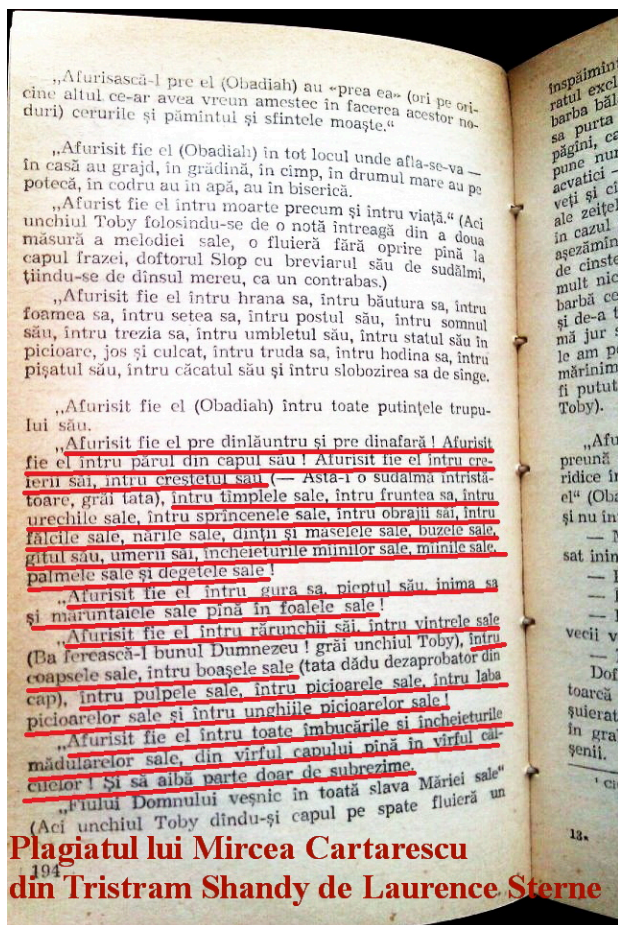 „Afurisască-l pre el (Obadiah) au «prea ea» (ori pe ori-
cine altul ce-ar avea vreun amestec în facerea acestor no-
duri) cerurile și pămîntul și sfintele moaște.“
„Afurisit fie el (Obadiah) în tot locul unde afla-se-va —
în casă au grajd, în grădină, în cîmp, în drumul mare au pe
potecă, în codru au în apă, au în biserică.
„Afurist fie el întru moarte precum și întru viață.“ (Aci
unchiul Toby folosindu-se de o notă întreagă din a doua
măsură a melodiei sale, o fluieră fără oprire pînă la
capul frazei, doftorul Slop cu breviarul său de sudălmi,
ţiindu-se de dînsul mereu, ca un contrabas.)
„Afurisit fie el întru hrana sa, întru băutura sa, întru
foamea sa, întru setea sa, întru postul său, întru somnul
său, întru trezia sa, întru umbletul său, întru statul său în
picioare, jos și culcat, întru truda sa, întru hodina sa, întru
pișatul său, întru căcatul său și întru slobozirea sa de singe.
„Afurisit fie el (Obadiah) întru toate putințele trupu-
lui său.
„Afurisit fie el pre dinlăuntru și pre dinafară ! Afurisit
fie el întru părul din capul său ! Afurisit fie el întru cre-
ierii săi, întru creștetul său (— Asta-i o sudalmă întristă-
toare, grăi tata), întru tîmplele sale, întru fruntea sa, întru
urechile sale, întru sprîncenele sale, întru obrajii săi, întru
fălcile sale, nările sale, dinții și maselele sale, buzele sale,
gîtul său, umerii săi, încheieturile mîinilor sale, mîinile sale,
palmele sale și degetele sale !
„Afurisit fie el întru gura sa, pieptul său, inima sa
și măruntaiele sale pînă în foalele sale !
„Afurisit fie el întru rărunchii săi, întru vintrele sale
(Ba ferească-l bunul Dumnezeu ! grăi unchiul Toby), întru
coapsele sale, întru boașele sale (tata dădu dezaprobator din
cap), întru pulpele sale, întru picioarele sale, întru laba
picioarelor sale și întru unghiile picioarelor sale !
„Afurisit fie el întru toate îmbucările și încheieturile
mădularelor sale, din vîrful capului pînă în vîrful căl-
cuelor ! Și să aibă parte doar de subrezime.
„Fiului Domnului veșnic în toată slava Măriei sale“
(Aci unchiul Toby dîndu-și capul pe spate fluieră un
194
înspăimînt
ratul excl
barba băl
sa purta
păgîni, ca
pune nu
acvatici —
veți și cî
ale zeițel
în cazul
așezămîn
de cinste
mult nic
barbă ce
și de-a t
mă jur s
le am p
mărinim
fi putut
Toby).
„Afu
preună
ridice în
el“ (Oba
și nu în
— M
sat inin
vecii v
Dof
toarcă
șuierat
în gra
șenii.
13.
Plagiatul lui Mircea Cartarescu
din Tristram Shandy de Laurence Sterne